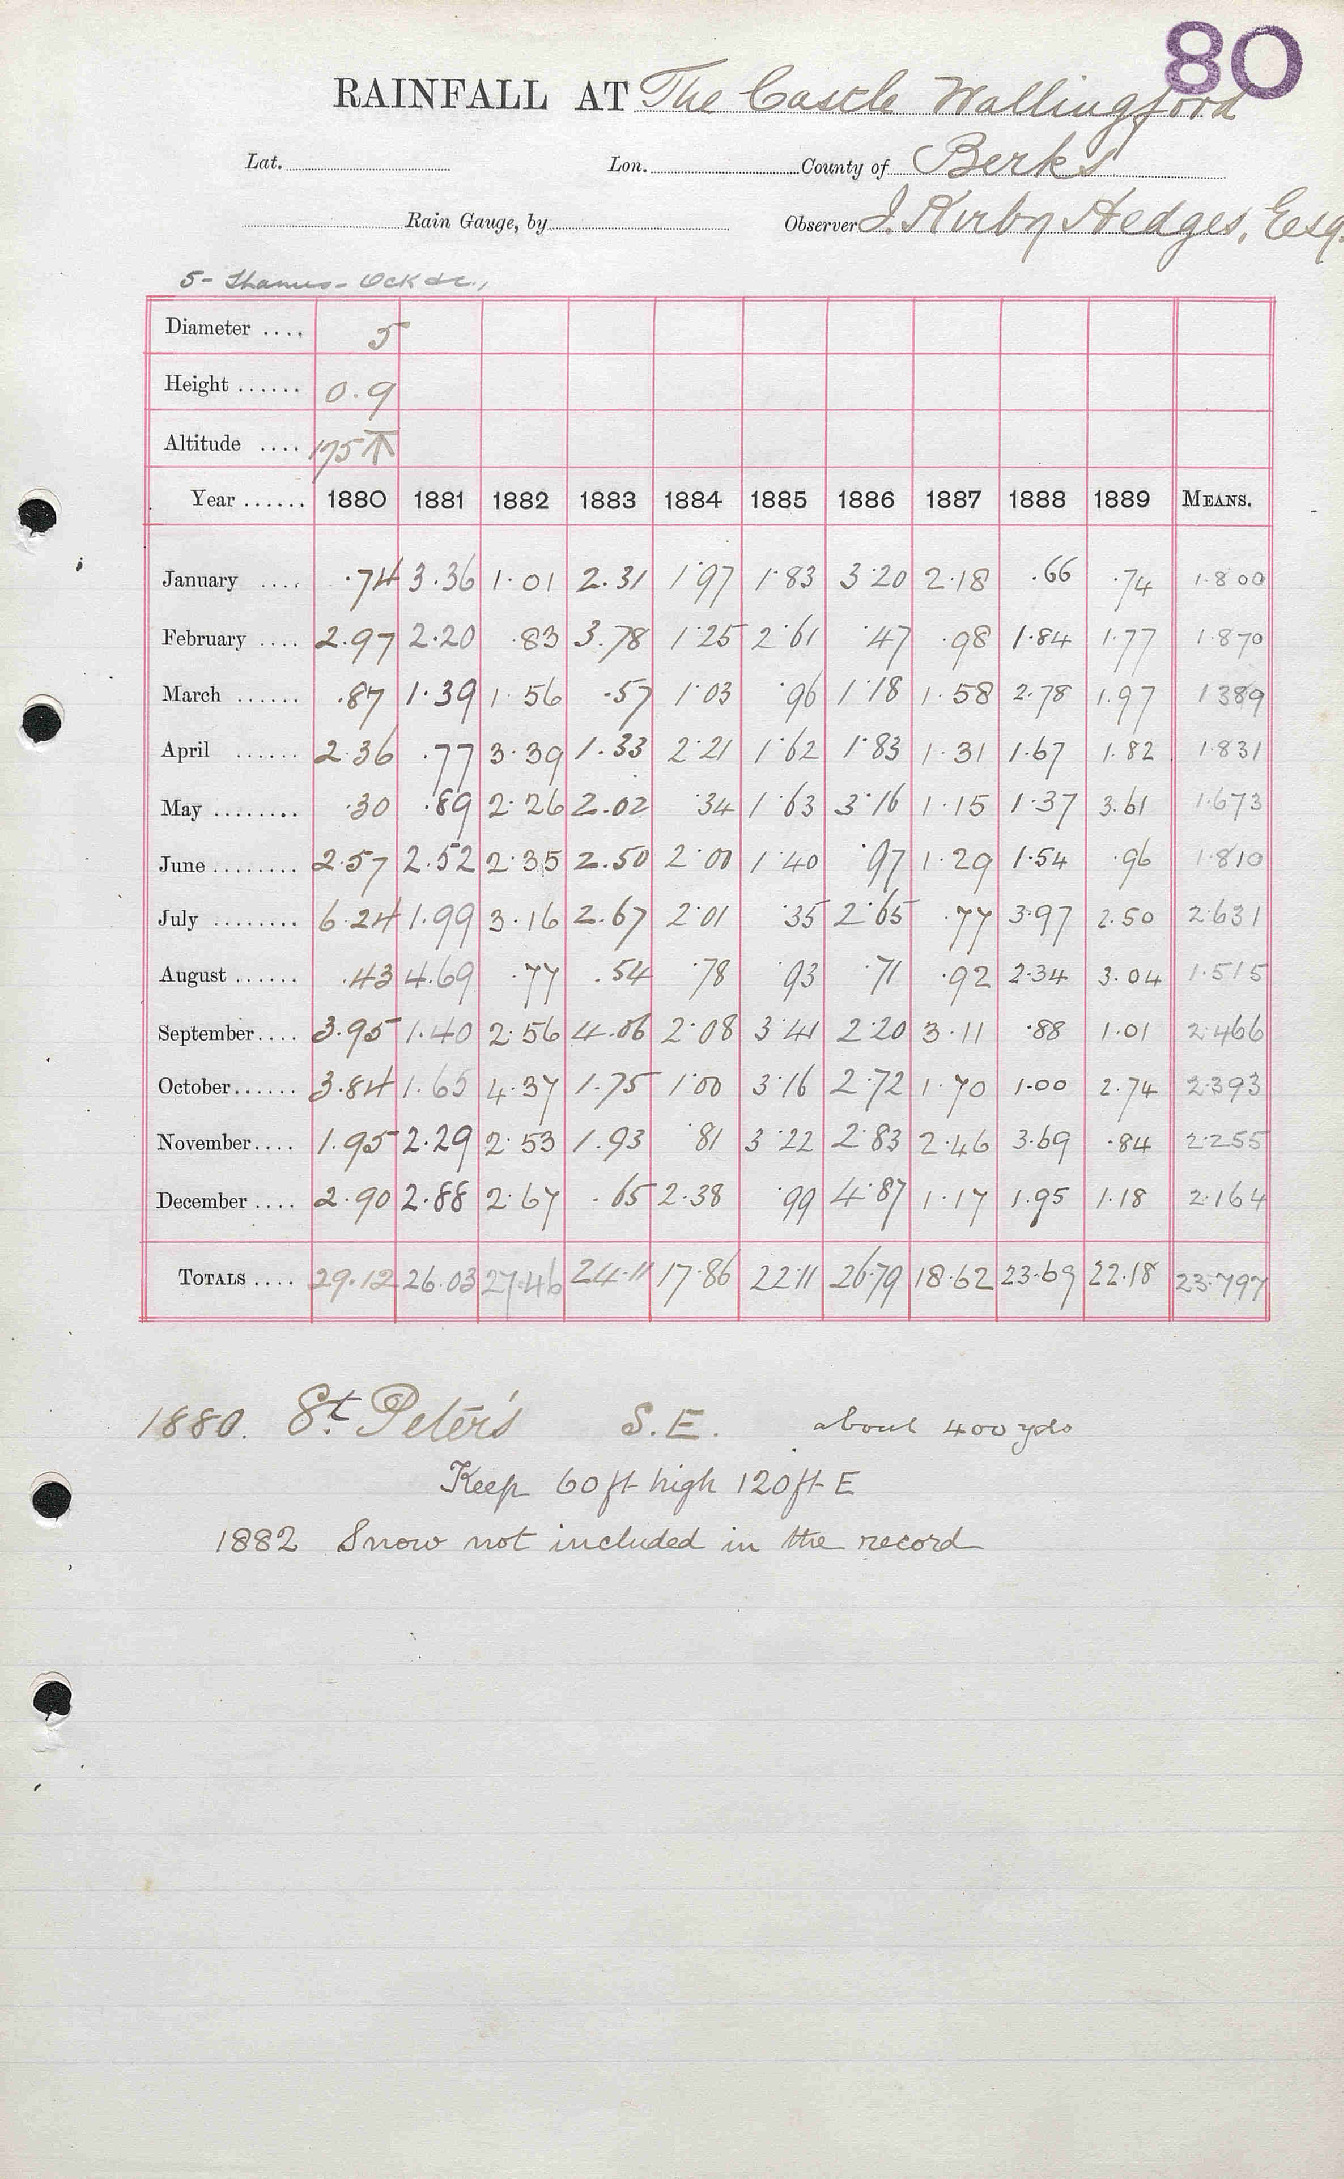 80
RAINFALL AT The Castle Wallingford
Lat. Lon. County of Berks
Rain Gauge, by Observer J. Kirby Hedges, Esq.
5 - Thames - Ock &c.,
Diameter .... 5
Height ...... 0.9
Altitude .... 175 T
Year ...... 1880 1881 1882 1883 1884 1885 1886 1887 1888 1889 MEANS.
January .... .74 3.36 1.01 2.31 1.97 1.83 3.20 2.18 .66 .74 1.800
February .... 2.97 2.20 .83 3.78 1.25 2.61 .47 .98 1.84 1.77 1.870
March ...... .87 1.39 1.56 .57 1.03 .96 1.18 1.58 2.78 1.97 1389
April ...... 2.36 .77 3.39 1.33 2.21 1.62 1.83 1.31 1.67 1.82 1.831
May ........ .30 .89 2.26 2.02 .34 1.63 3.16 1.15 1.37 3.61 1.673
June ........ 2.57 2.52 2.35 2.50 2.00 1.40 .97 1.29 1.54 .96 1.810
July ........ 6.24 1.99 3.16 2.67 2.01 .35 2.65 .77 3.97 2.50 2.631
August ...... .43 4.69 .77 .54 .78 .93 .71 .92 2.34 3.04 1.515
September .... 3.95 1.40 2.56 4.06 2.08 3.41 2.20 3.11 .88 1.01 2.466
October ...... 3.84 1.65 4.37 1.75 1.00 3.16 2.72 1.70 1.00 2.74 2.393
November .... 1.95 2.29 2.53 1.93 .81 3.22 2.83 2.46 3.69 .84 2.255
December .... 2.90 2.88 2.67 .65 2.38 .99 4.87 1.17 1.95 1.18 2.164
TOTALS .... 29.12 26.03 27.46 24.11 17.86 22.11 26.79 18.62 23.69 22.18 23.797
1880. St. Peter's S.E. about 400 yds
Keep 60 ft high 120 ft E
1882 Snow not included in the record